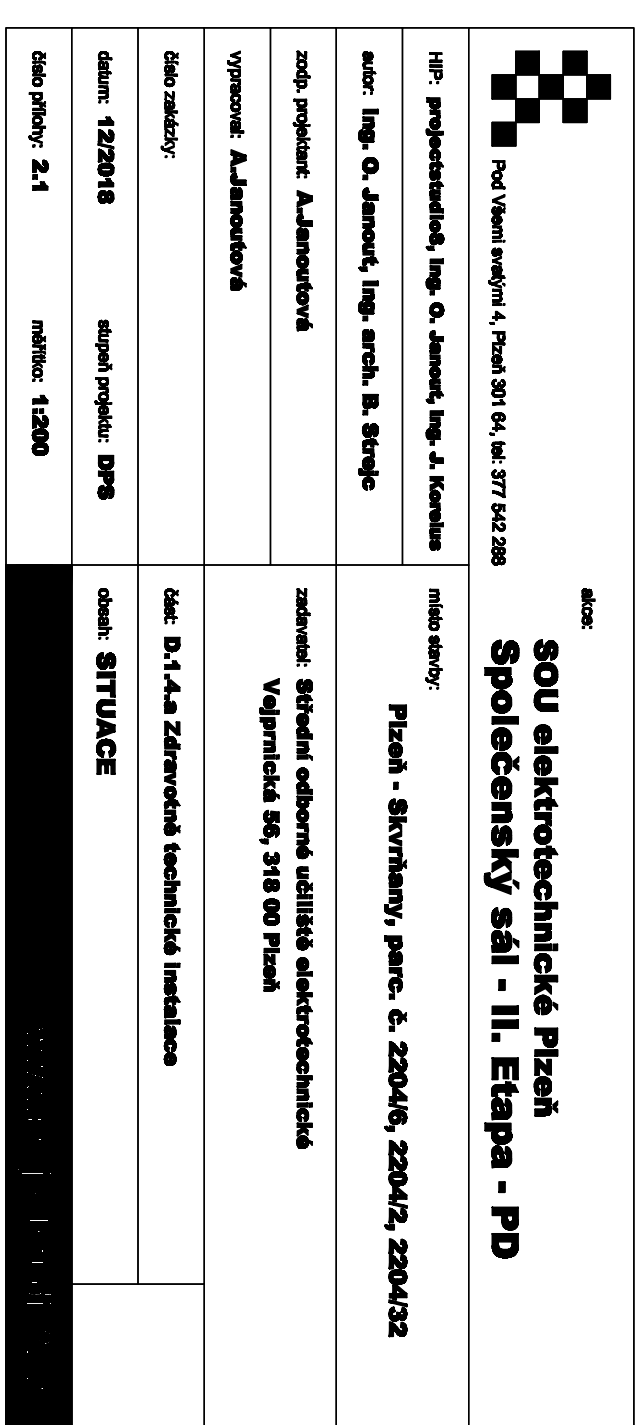 Pod Všemi svatými 4, Plzeň 301 64, tel: 377 542 288
akce:
SOU elektrotechnické Plzeň
Společenský sál - II. Etapa - PD
HIP: projectstudio8, Ing. O. Janout, Ing. J. Korelus
místo stavby:
Plzeň - Skvrňany, parc. č. 2204/6, 2204/2, 2204/32
autor: Ing. O. Janout, Ing. arch. B. Strejc
zodp. projektant: A.Janoutová
zadavatel: Střední odborné učiliště elektrotechnické
Vejprnická 56, 318 00 Plzeň
vypracoval: A.Janoutová
číslo zakázky:
část: D.1.4.a Zdravotně technické instalace
datum: 12/2018
stupeň projektu: DPS
obsah: SITUACE
číslo přílohy: 2.1
měřítko: 1:200